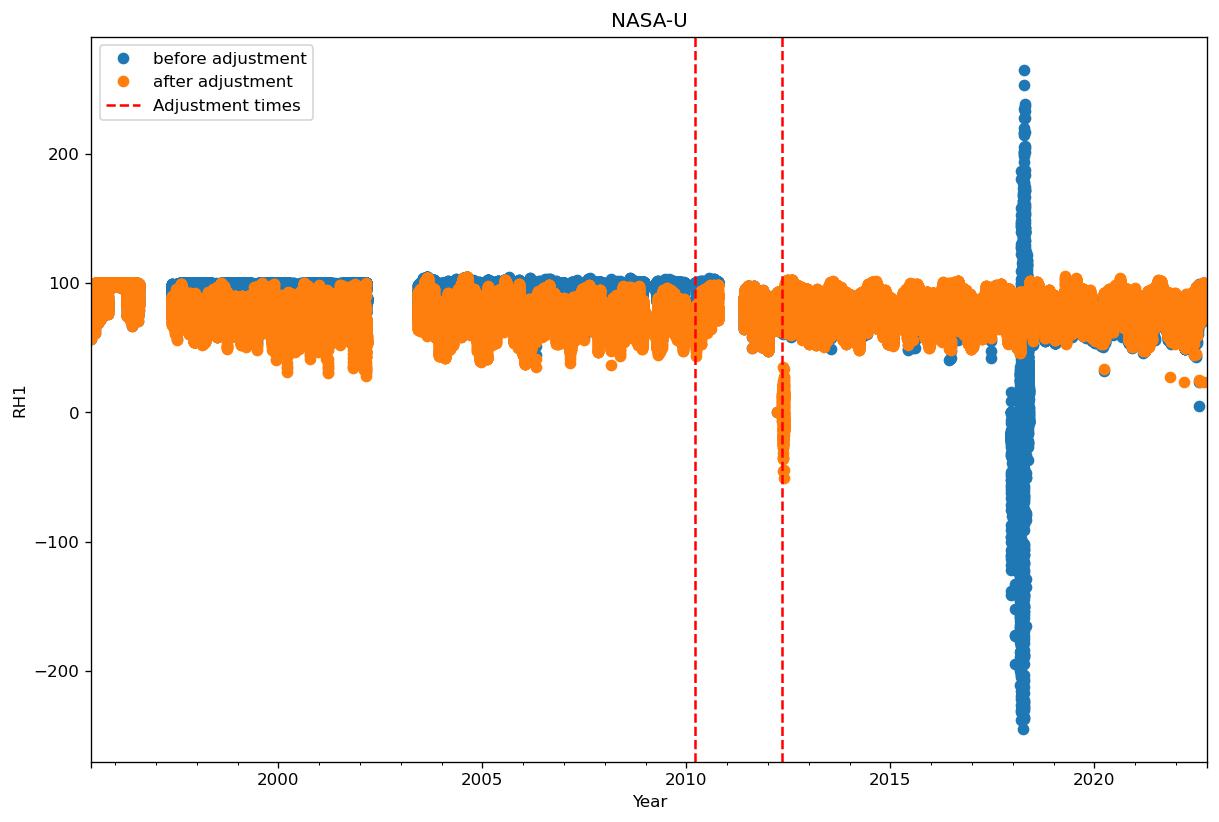 NASA-U
before adjustment
after adjustment
Adjustment times
200
100
0
−100
−200
RH1
2000 2005 2010 2015 2020
Year